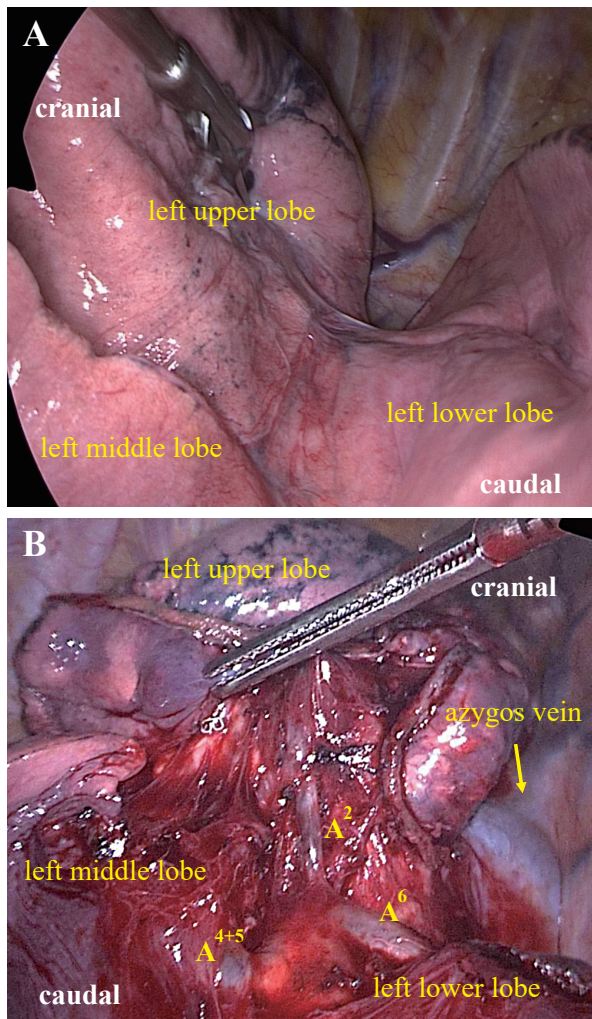 A
cranial
left upper lobe
left lower lobe
left middle lobe
caudal
B
left upper lobe
cranial
azygos vein
A2
left middle lobe
A6
A4+5
left lower lobe
caudal